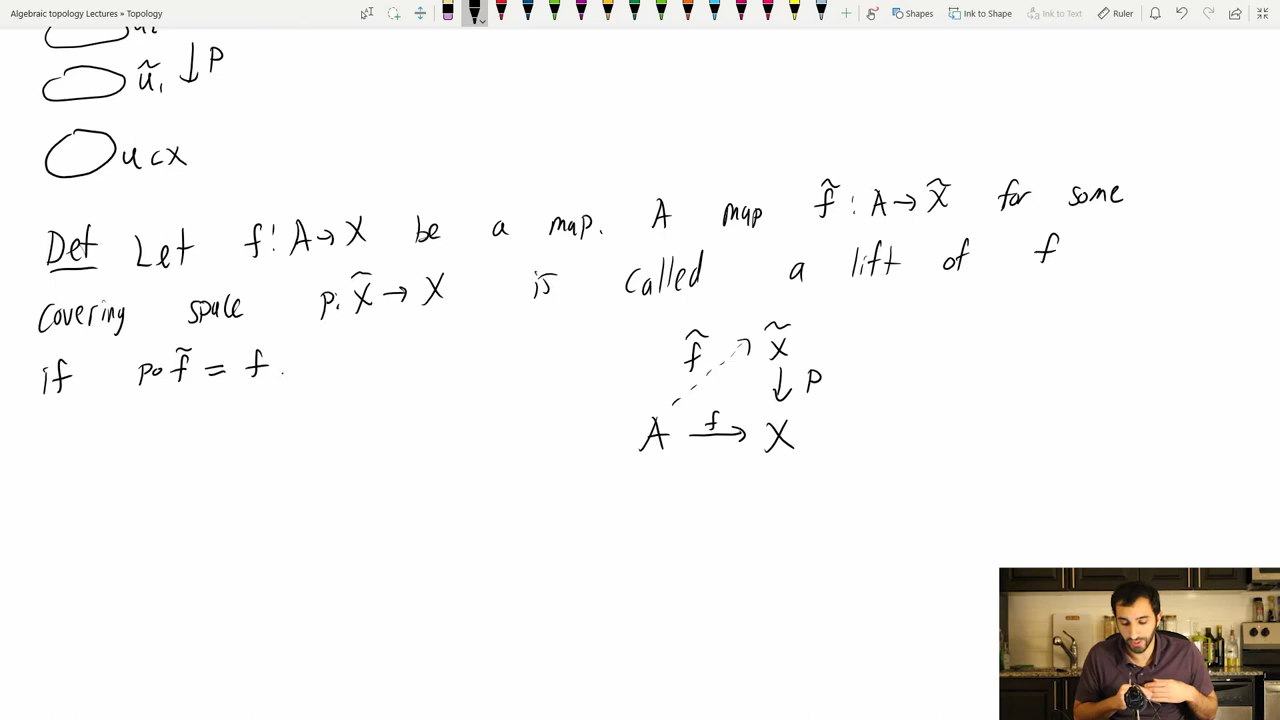 Algebraic topology Lectures » Topology
Shapes Ink to Shape Ink to Text Ruler
↓ p
ũ₁
u ⊂ X
Def Let f: A → X be a map. A map f̃: A → X̃ for some
covering space p: X̃ → X is called a lift of f
if p∘f̃ = f.
f̃ X̃
↓ p
A f→ X